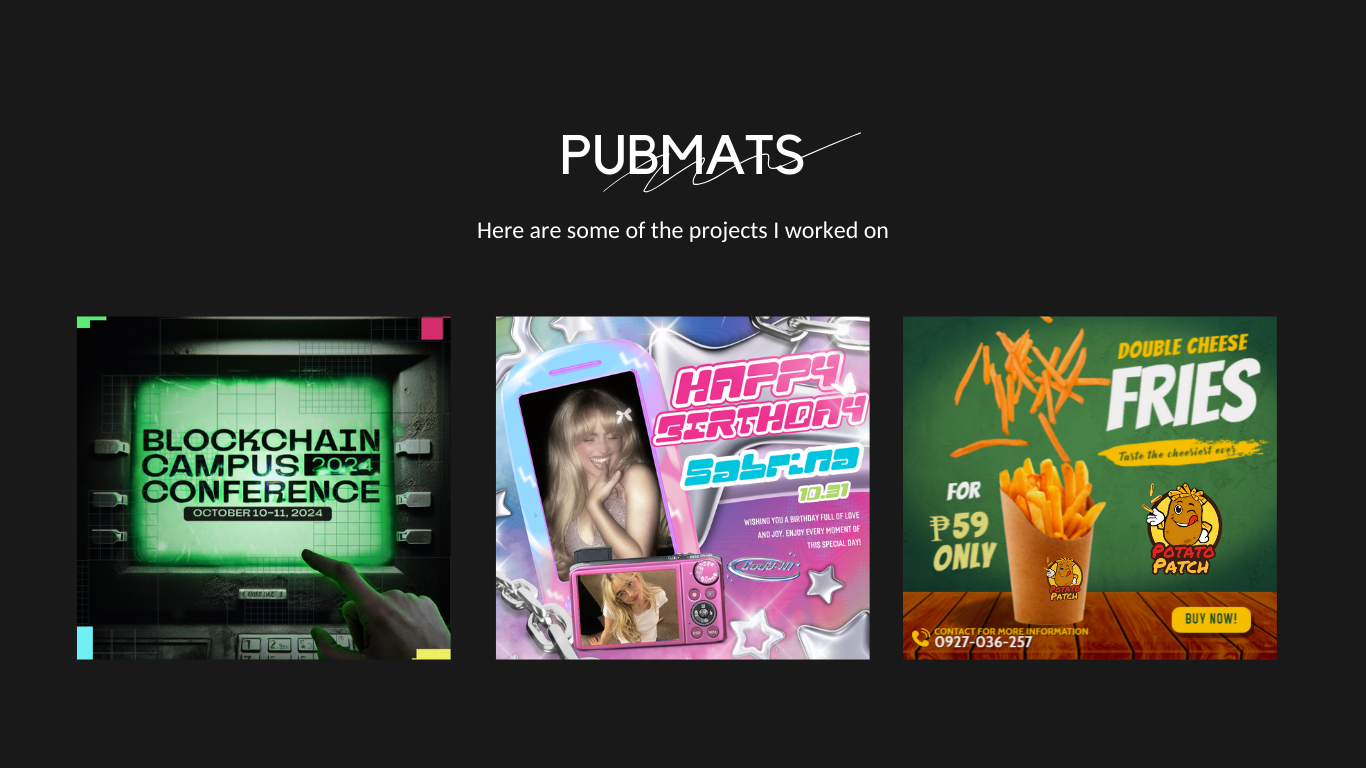 PUBMATS
Here are some of the projects I worked on
BLOCKCHAIN
CAMPUS 2024
CONFERENCE
OCTOBER 10-11, 2024
HAPPY
BIRTHDAY
Sabrina
10.31
WISHING YOU A BIRTHDAY FULL OF LOVE
AND JOY. ENJOY EVERY MOMENT OF
THIS SPECIAL DAY!
DOUBLE CHEESE
FRIES
Taste the cheesiest ever
FOR
₱59
ONLY
POTATO
PATCH
POTATO
PATCH
BUY NOW!
CONTACT FOR MORE INFORMATION
0927-036-257